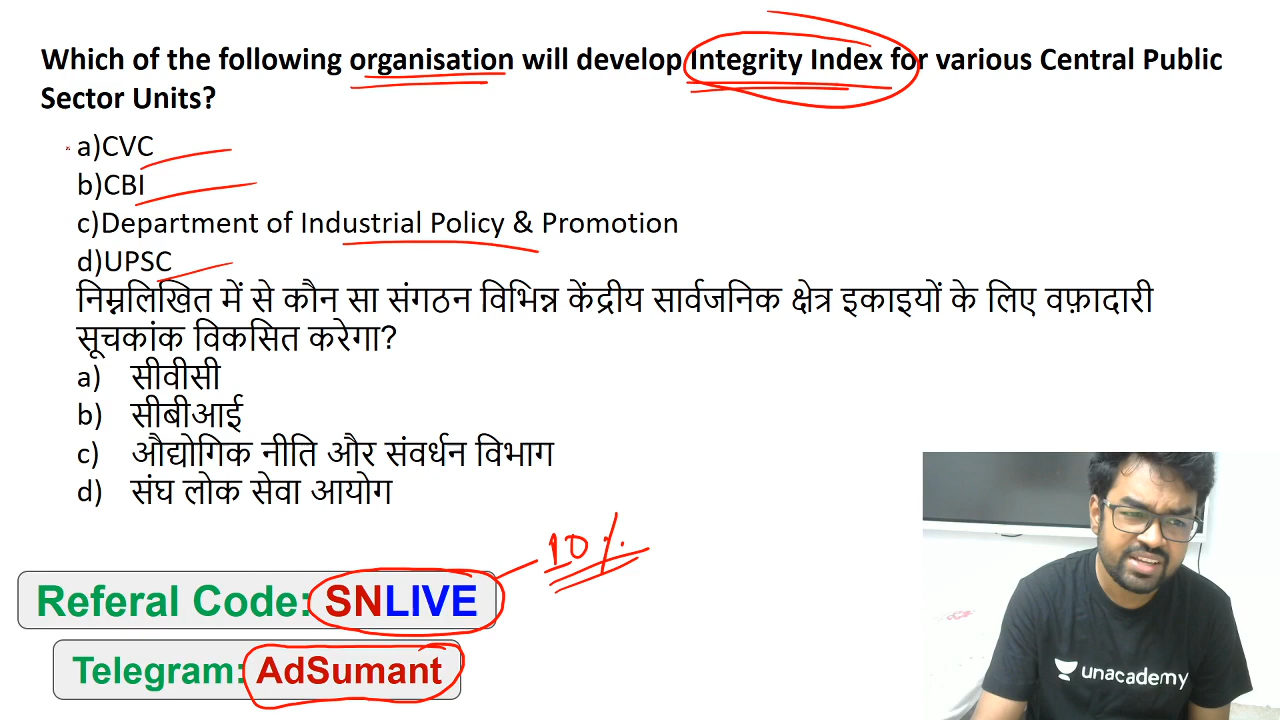 Which of the following organisation will develop Integrity Index for various Central Public
Sector Units?
a)CVC
b)CBI
c)Department of Industrial Policy & Promotion
d)UPSC
निम्नलिखित में से कौन सा संगठन विभिन्न केंद्रीय सार्वजनिक क्षेत्र इकाइयों के लिए वफ़ादारी
सूचकांक विकसित करेगा?
a) सीवीसी
b) सीबीआई
c) औद्योगिक नीति और संवर्धन विभाग
d) संघ लोक सेवा आयोग
10%
Referal Code: SNLIVE
Telegram: AdSumant
unacademy